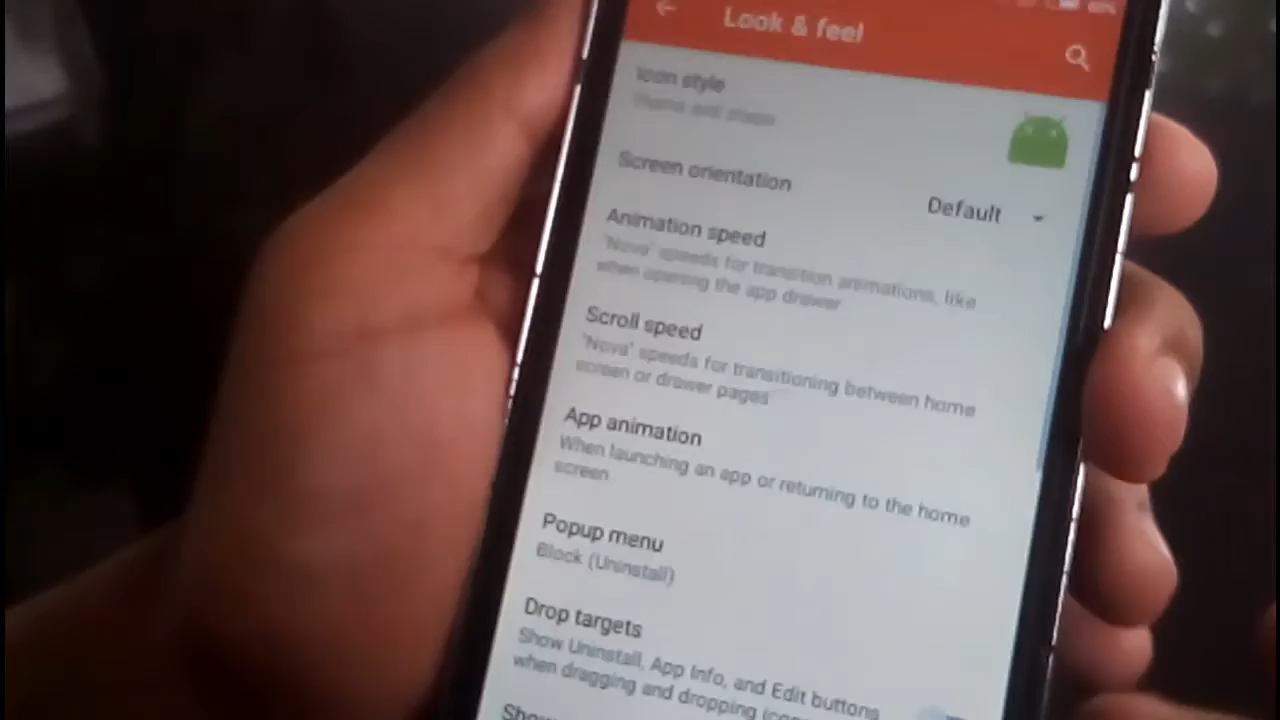 Look & feel
Icon style
Theme and shape
Screen orientation
Default
Animation speed
'Nova' speeds for transition animations, like
when opening the app drawer
Scroll speed
'Nova' speeds for transitioning between home
screen or drawer pages
App animation
When launching an app or returning to the home
screen
Popup menu
Block (Uninstall)
Drop targets
Show Uninstall, App Info, and Edit buttons
when dragging and dropping